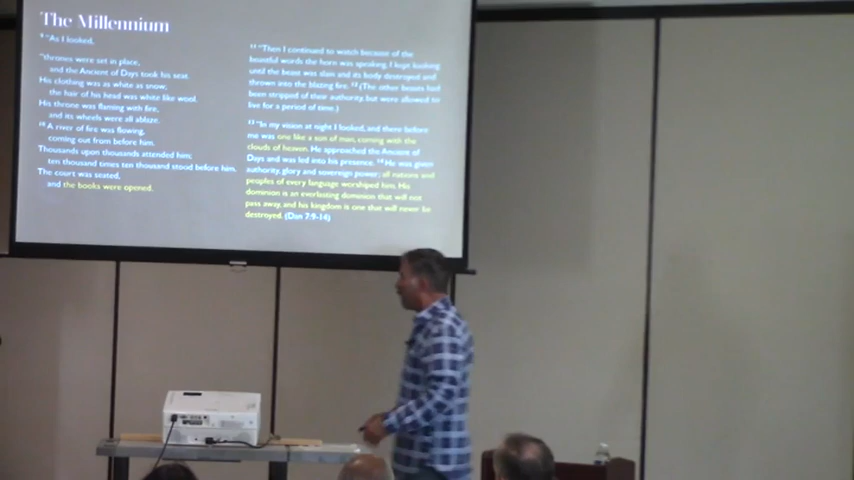 The Millennium
9 "As I looked,
"thrones were set in place,
and the Ancient of Days took his seat.
His clothing was as white as snow;
the hair of his head was white like wool.
His throne was flaming with fire,
and its wheels were all ablaze.
10 A river of fire was flowing,
coming out from before him.
Thousands upon thousands attended him;
ten thousand times ten thousand stood before him.
The court was seated,
and the books were opened.
11 "Then I continued to watch because of the
boastful words the horn was speaking. I kept looking
until the beast was slain and its body destroyed and
thrown into the blazing fire. 12 (The other beasts had
been stripped of their authority, but were allowed to
live for a period of time.)
13 "In my vision at night I looked, and there before
me was one like a son of man, coming with the
clouds of heaven. He approached the Ancient of
Days and was led into his presence. 14 He was given
authority, glory and sovereign power; all nations and
peoples of every language worshiped him. His
dominion is an everlasting dominion that will not
pass away, and his kingdom is one that will never be
destroyed. (Dan 7:9-14)